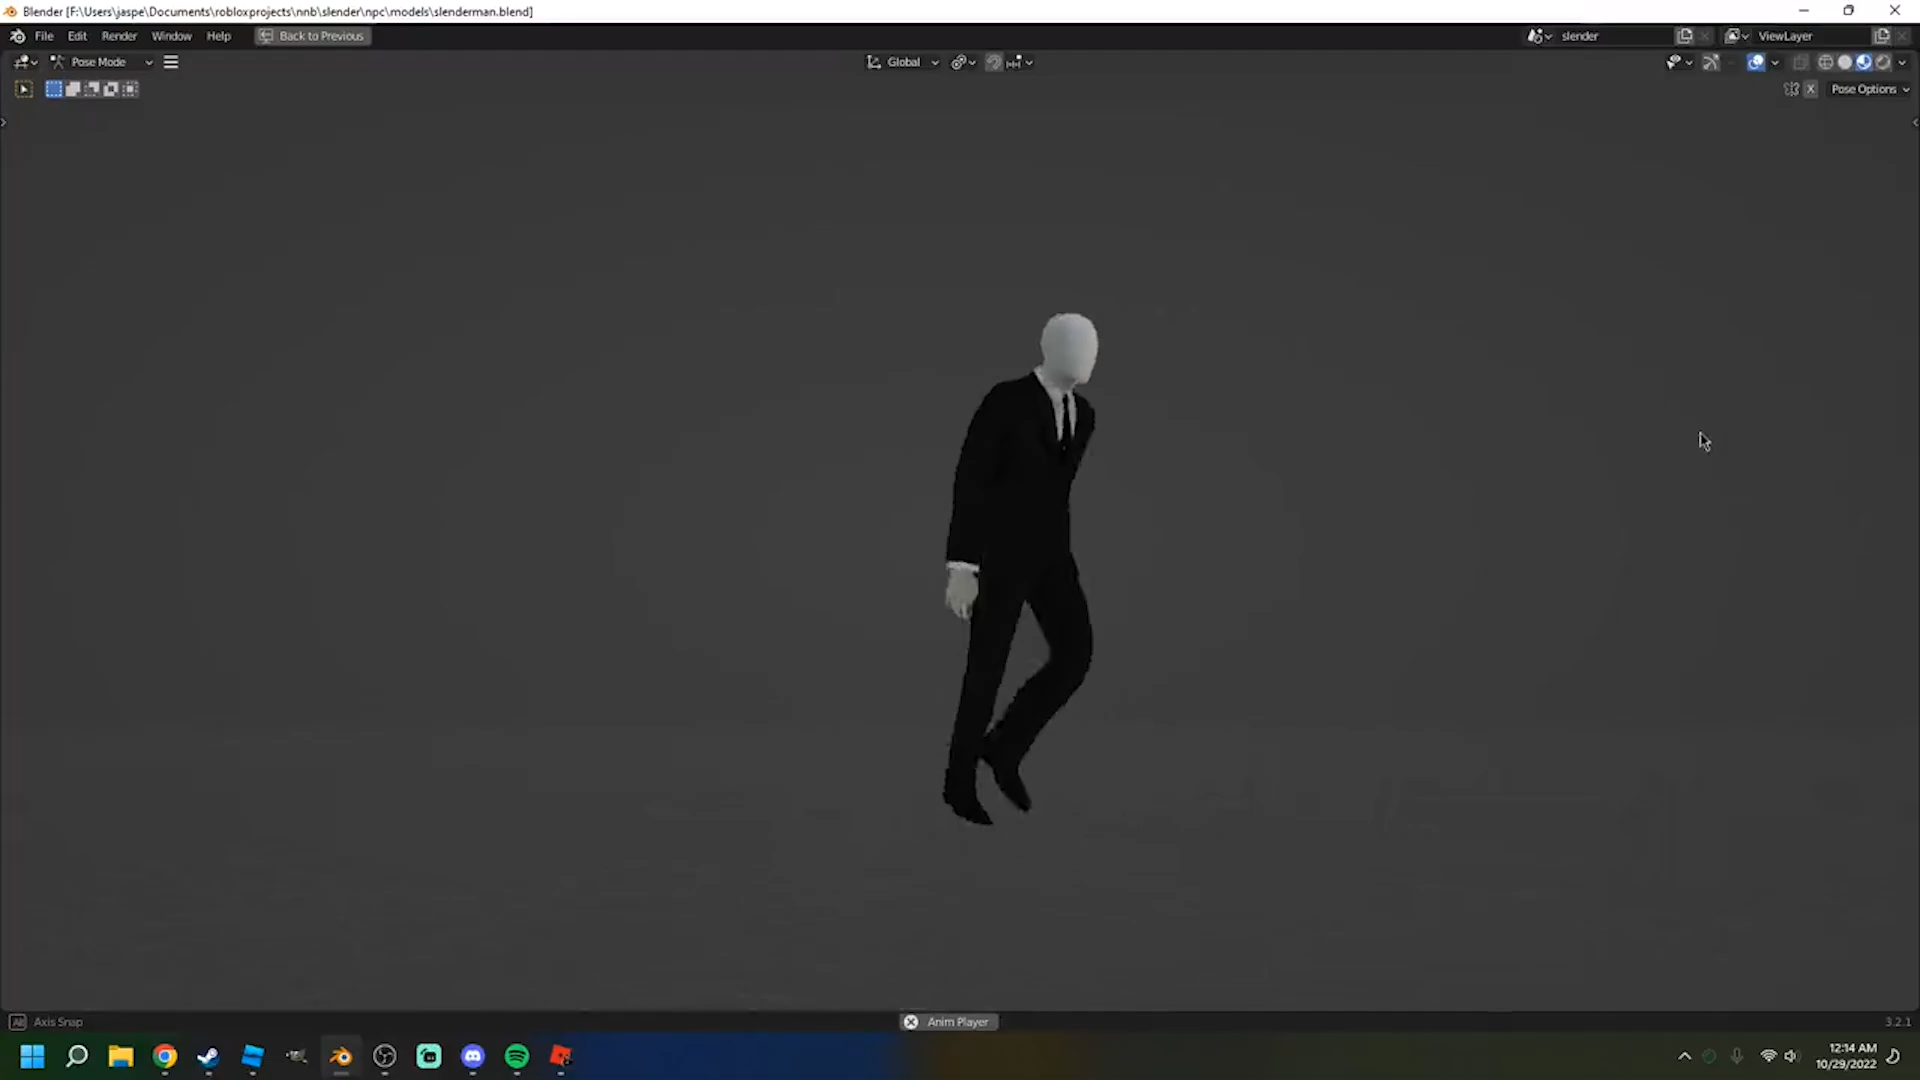 Blender [F:\Users\jaspe\Documents\robloxprojects\nnb\slender\npc\models\slenderman.blend]
File Edit Render Window Help Back to Previous slender ViewLayer
Pose Mode Global
X Pose Options
Alt Axis Snap Anim Player 3.2.1
12:14 AM
10/29/2022